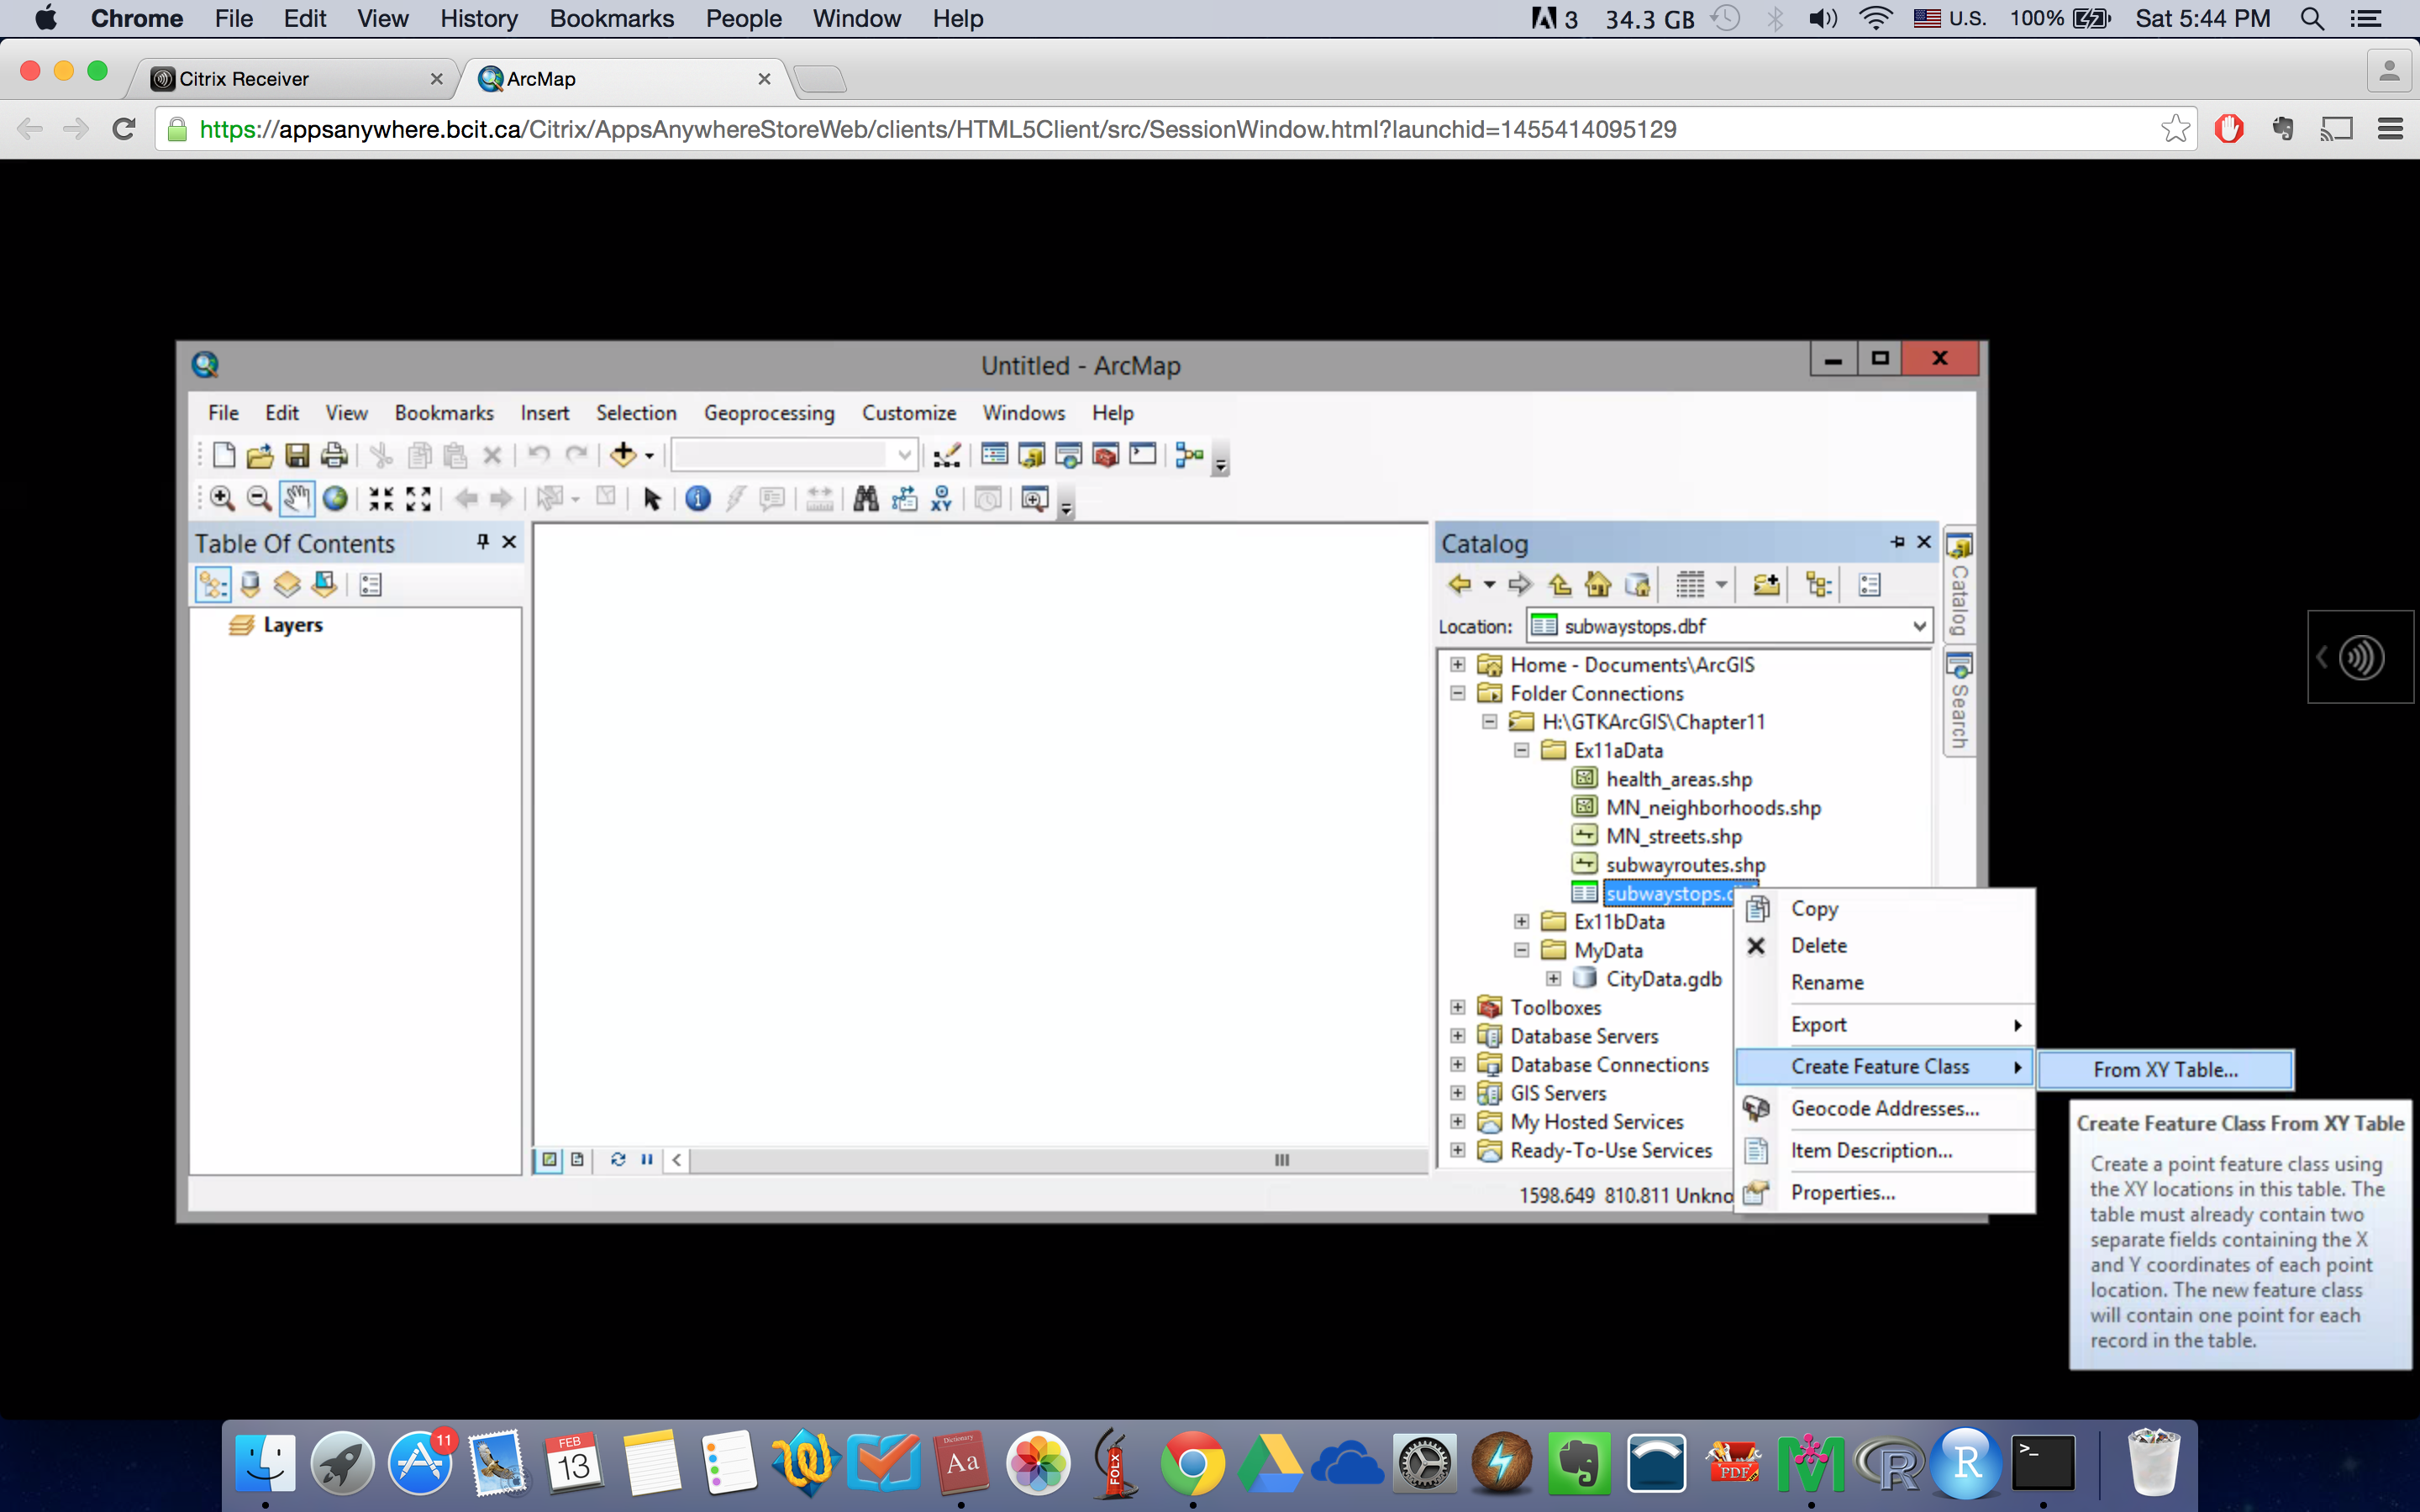 Chrome File Edit View History Bookmarks People Window Help
3 34.3 GB U.S. 100% Sat 5:44 PM
Citrix Receiver
ArcMap
https://appsanywhere.bcit.ca/Citrix/AppsAnywhereStoreWeb/clients/HTML5Client/src/SessionWindow.html?launchid=1455414095129
Untitled - ArcMap
File Edit View Bookmarks Insert Selection Geoprocessing Customize Windows Help
XY
Table Of Contents
Layers
Catalog
Location: subwaystops.dbf
Home - Documents\ArcGIS
Folder Connections
H:\GTKArcGIS\Chapter11
Ex11aData
health_areas.shp
MN_neighborhoods.shp
MN_streets.shp
subwayroutes.shp
subwaystops.d
Ex11bData
MyData
CityData.gdb
Toolboxes
Database Servers
Database Connections
GIS Servers
My Hosted Services
Ready-To-Use Services
Catalog
Search
Copy
Delete
Rename
Export
Create Feature Class
Geocode Addresses...
Item Description...
Properties...
From XY Table...
Create Feature Class From XY Table
Create a point feature class using
the XY locations in this table. The
table must already contain two
separate fields containing the X
and Y coordinates of each point
location. The new feature class
will contain one point for each
record in the table.
1598.649 810.811 Unkno
11
FEB
13
Dictionary
Aa
FOLX
PDF
R
R
>_